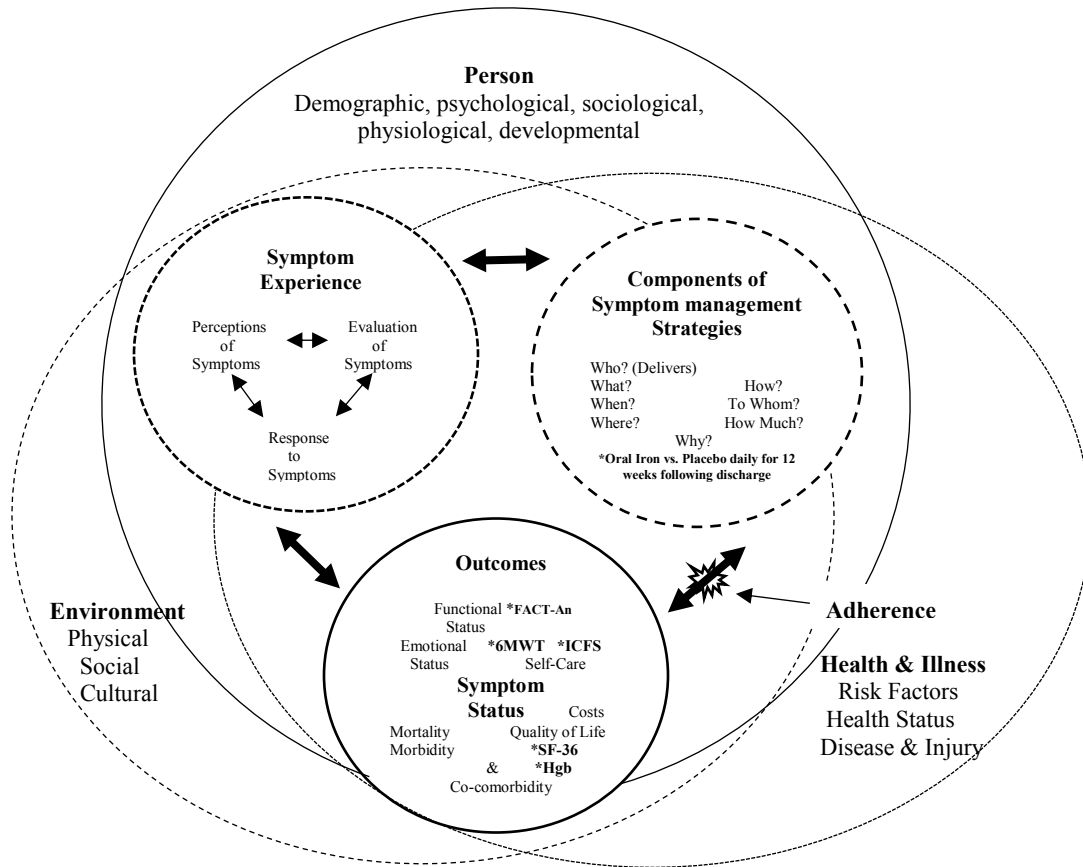 Person
Demographic, psychological, sociological,
physiological, developmental
Symptom
Experience
Perceptions
of
Symptoms
Evaluation
of
Symptoms
Response
to
Symptoms
Components of
Symptom management
Strategies
Who? (Delivers)
What? How?
When? To Whom?
Where? How Much?
Why?
*Oral Iron vs. Placebo daily for 12
weeks following discharge
Outcomes
Functional *FACT-An
Status
Emotional *6MWT *ICFS
Status Self-Care
Symptom
Status Costs
Mortality Quality of Life
Morbidity *SF-36
& *Hgb
Co-comorbidity
Environment
Physical
Social
Cultural
Adherence
Health & Illness
Risk Factors
Health Status
Disease & Injury